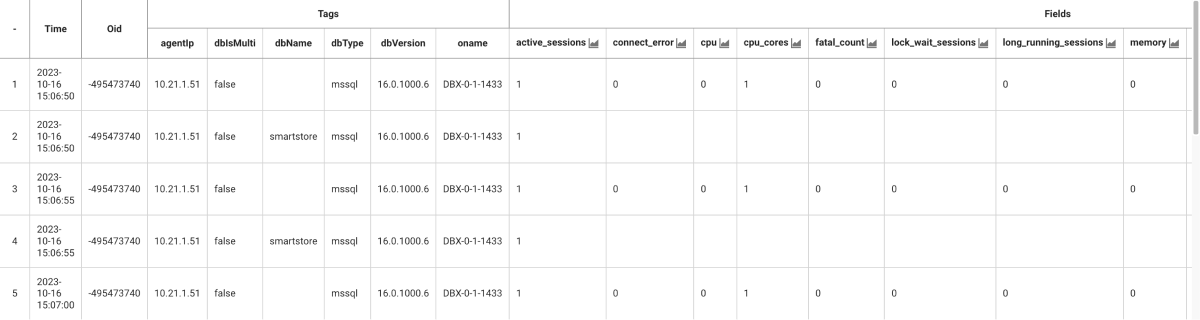 Tags Fields
- Time Oid
agentIp dbIsMulti dbName dbType dbVersion oname active_sessions connect_error cpu cpu_cores fatal_count lock_wait_sessions long_running_sessions memory
1 2023-10-16 15:06:50 -495473740 10.21.1.51 false mssql 16.0.1000.6 DBX-0-1-1433 1 0 0 1 0 0 0 0
2 2023-10-16 15:06:50 -495473740 10.21.1.51 false smartstore mssql 16.0.1000.6 DBX-0-1-1433 1
3 2023-10-16 15:06:55 -495473740 10.21.1.51 false mssql 16.0.1000.6 DBX-0-1-1433 1 0 0 1 0 0 0 0
4 2023-10-16 15:06:55 -495473740 10.21.1.51 false smartstore mssql 16.0.1000.6 DBX-0-1-1433 1
5 2023-10-16 15:07:00 -495473740 10.21.1.51 false mssql 16.0.1000.6 DBX-0-1-1433 1 0 0 1 0 0 0 0